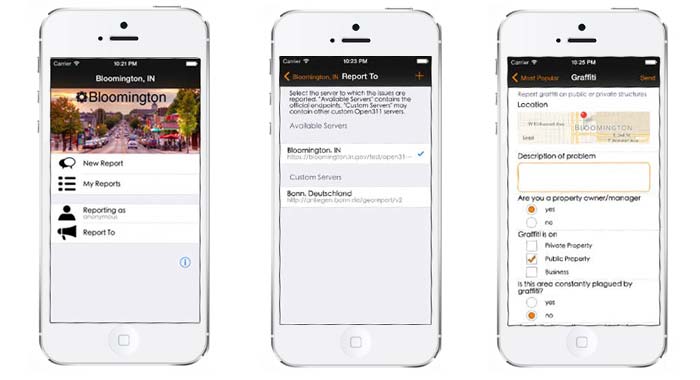 Carrier 10:21 PM
Bloomington, IN
Bloomington
New Report
My Reports
Reporting as
anonymous
Report To
Carrier 10:23 PM
Bloomington, IN Report To +
Select the server to which the issues are
reported. "Available Servers" contains the
official endpoints. "Custom Servers" may
contain other custom Open311 servers.
Available Servers
Bloomington, IN
https://bloomington.in.gov/test/open31···
Custom Servers
Bonn, Deutschland
http://anliegen.bonn.de/georeport/v2
Carrier 10:25 PM
Most Popular Graffiti Send
Report graffiti on public or private structures
Location
BLOOMINGTON
Legal
Description of problem
Are you a property owner/manager
yes
no
Graffiti is on
Private Property
Public Property
Business
Is this area constantly plagued by
graffiti?
yes
no